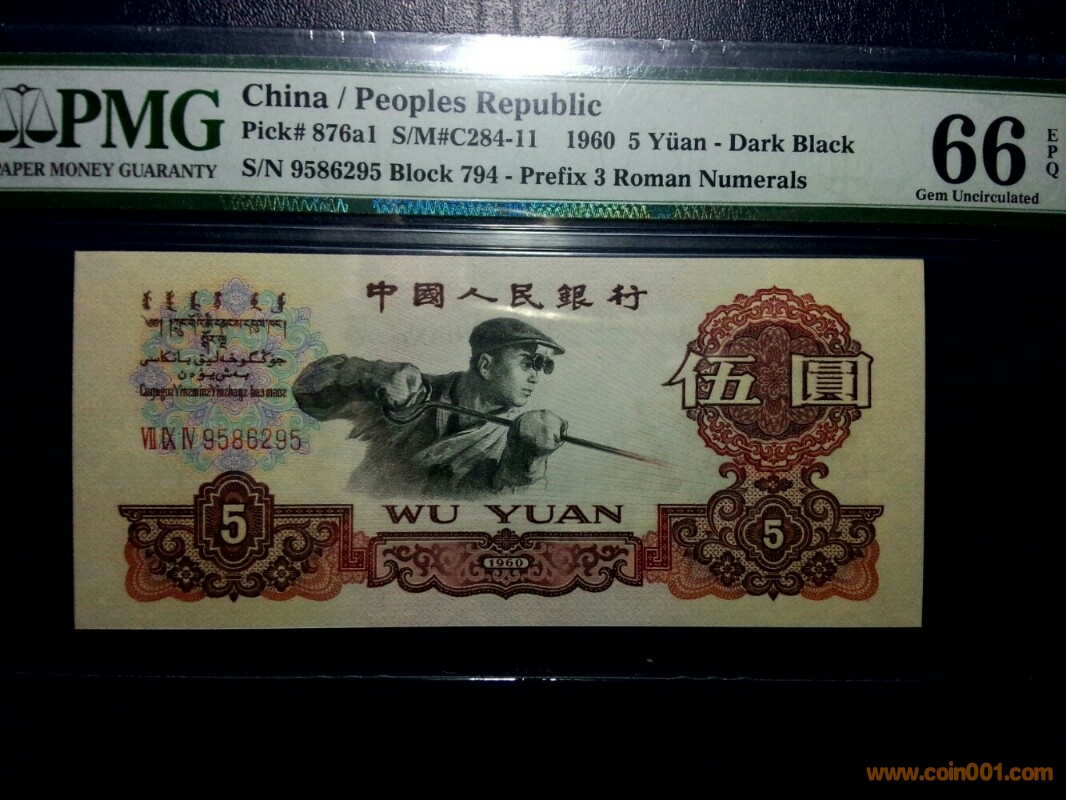 PMG
PAPER MONEY GUARANTY
China / Peoples Republic
Pick# 876a1 S/M#C284-11 1960 5 Yüan - Dark Black
S/N 9586295 Block 794 - Prefix 3 Roman Numerals
66
EPQ
Gem Uncirculated
中國人民銀行
伍圓
VII IX IV 9586295
5
WU YUAN
5
1960
www.coin001.com